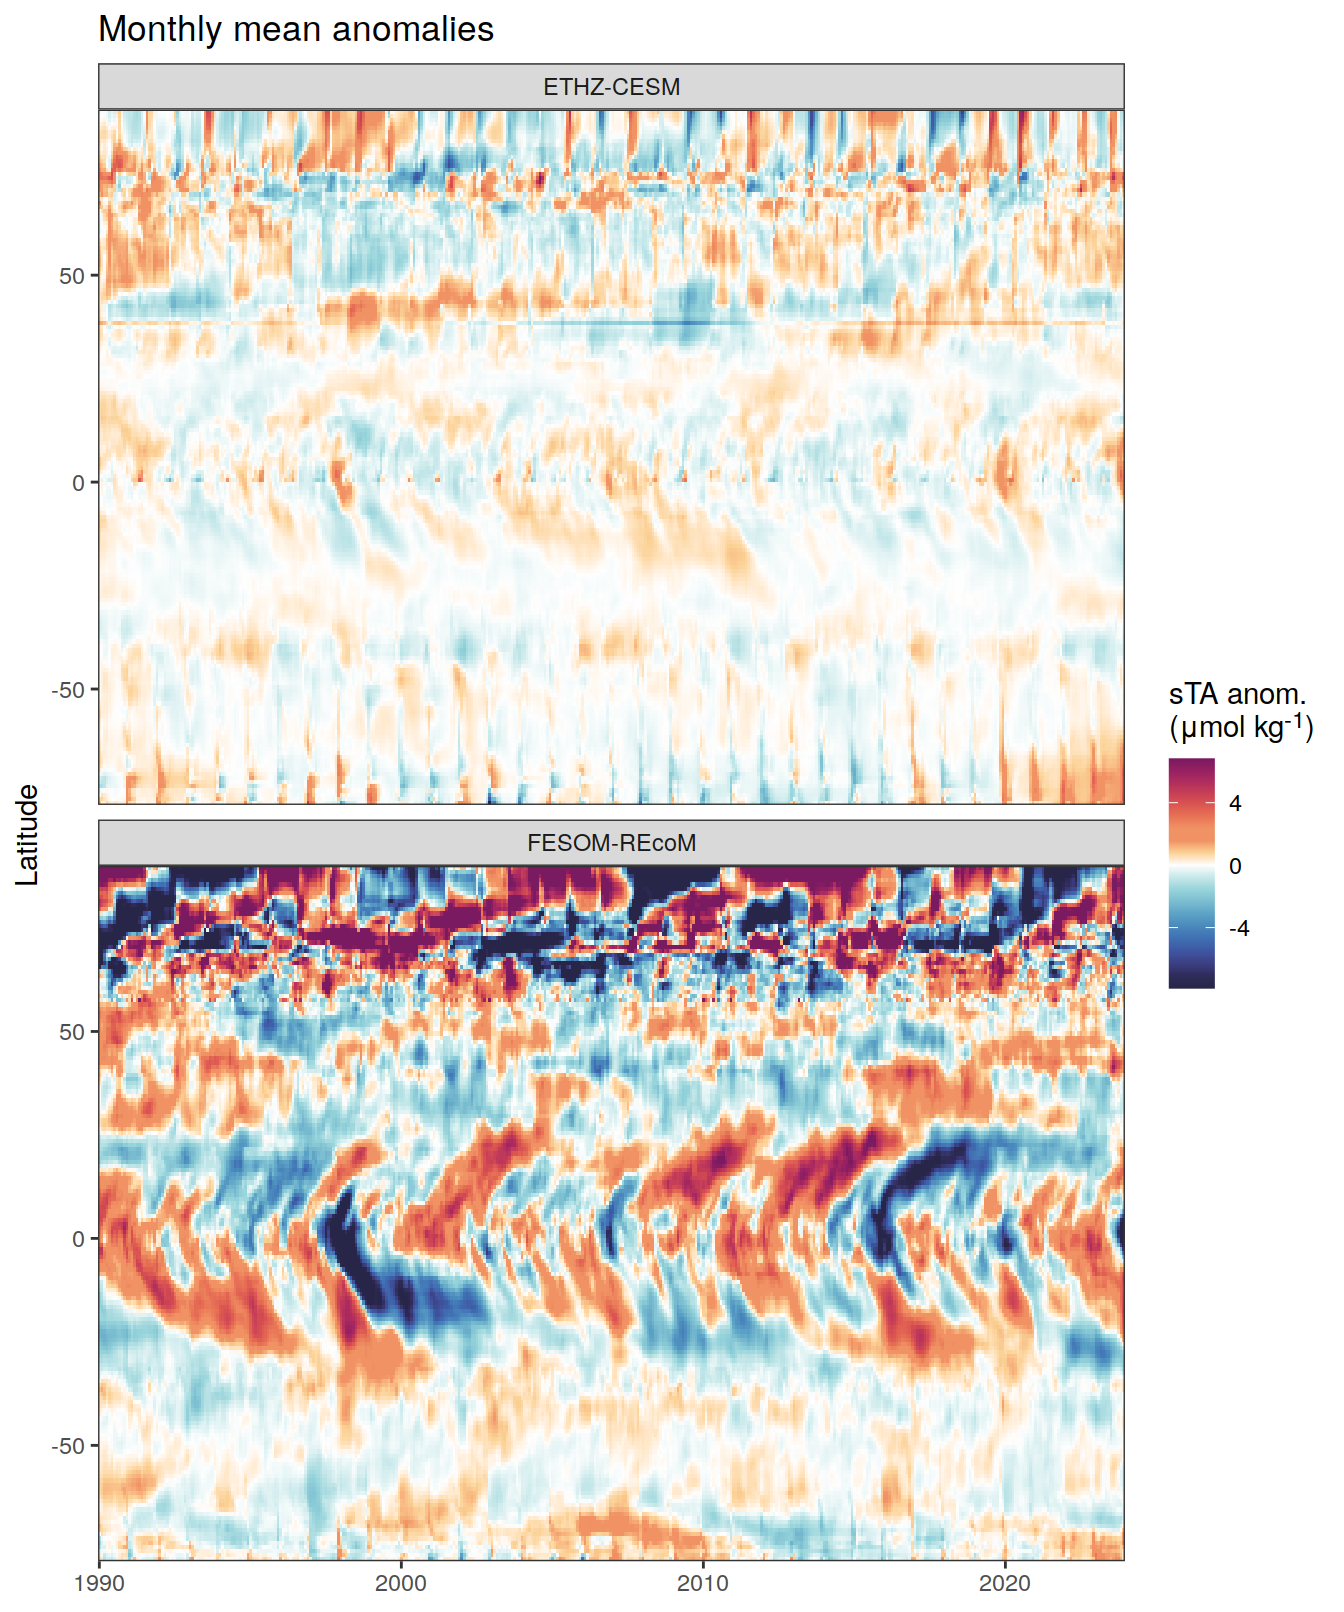 Monthly mean anomalies
ETHZ-CESM
50
0
-50
Latitude
FESOM-REcoM
50
0
-50
1990 2000 2010 2020
sTA anom.
(µmol kg⁻¹)
4
0
-4